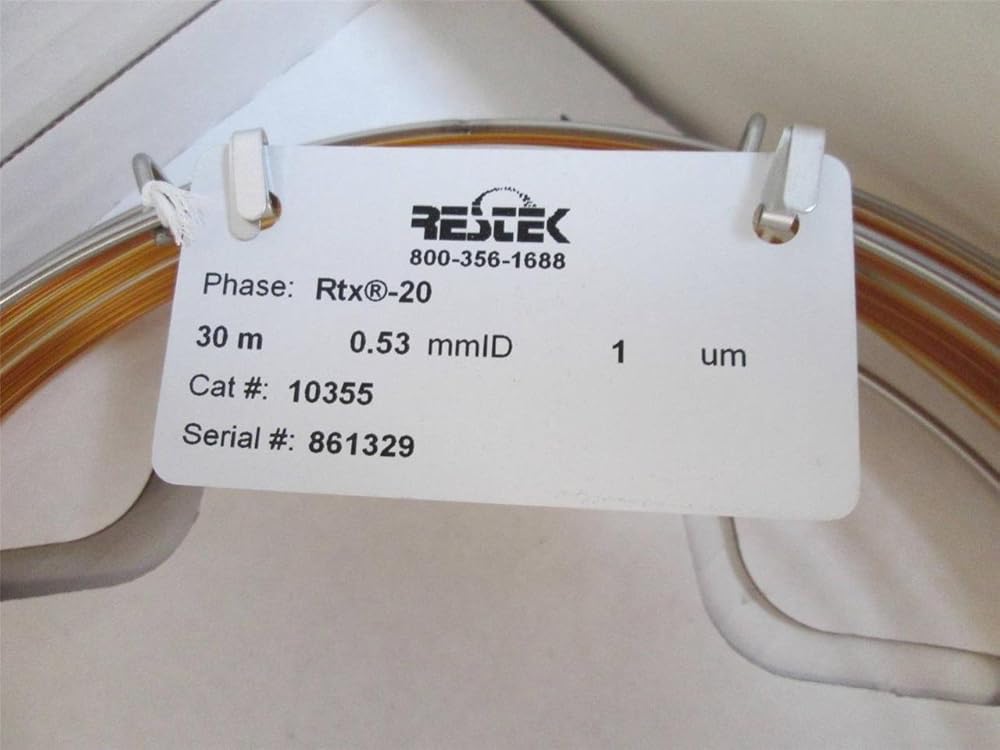 RESTEK
800-356-1688
Phase: Rtx®-20
30 m 0.53 mmID 1 um
Cat #: 10355
Serial #: 861329